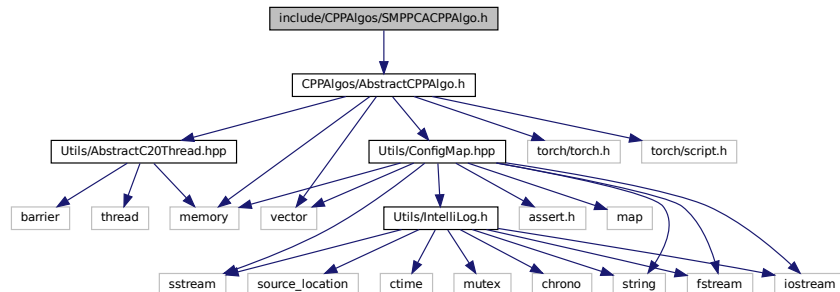 include/CPPAlgos/SMPPCACPPAlgo.h
CPPAlgos/AbstractCPPAlgo.h
Utils/AbstractC20Thread.hpp
Utils/ConfigMap.hpp
torch/torch.h
torch/script.h
barrier
thread
memory
vector
Utils/IntelliLog.h
assert.h
map
sstream
source_location
ctime
mutex
chrono
string
fstream
iostream